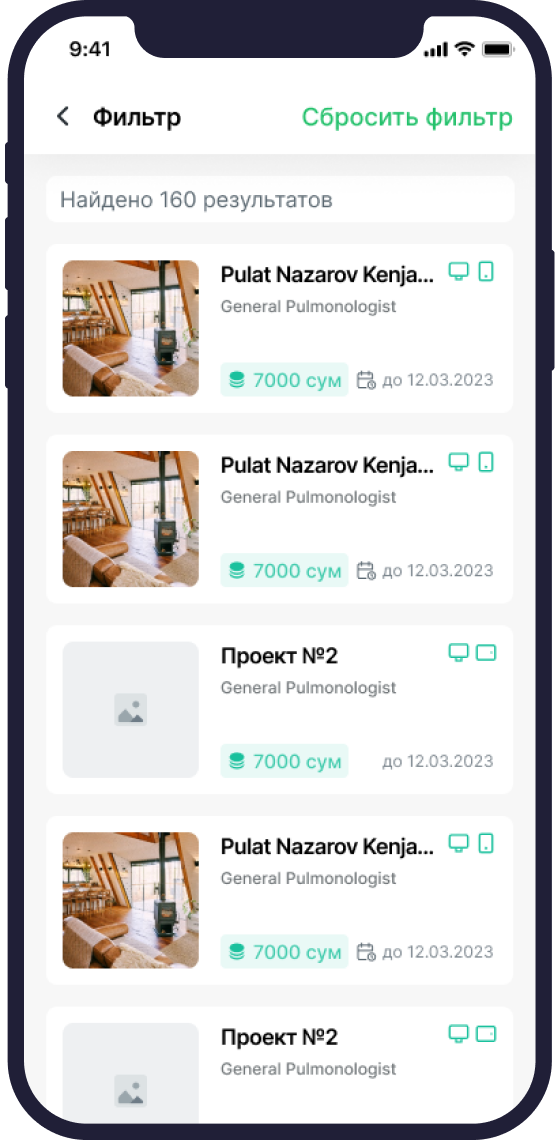 9:41
Фильтр
Сбросить фильтр
Найдено 160 результатов
Pulat Nazarov Kenja...
General Pulmonologist
7000 сум
до 12.03.2023
Pulat Nazarov Kenja...
General Pulmonologist
7000 сум
до 12.03.2023
Проект №2
General Pulmonologist
7000 сум
до 12.03.2023
Pulat Nazarov Kenja...
General Pulmonologist
7000 сум
до 12.03.2023
Проект №2
General Pulmonologist